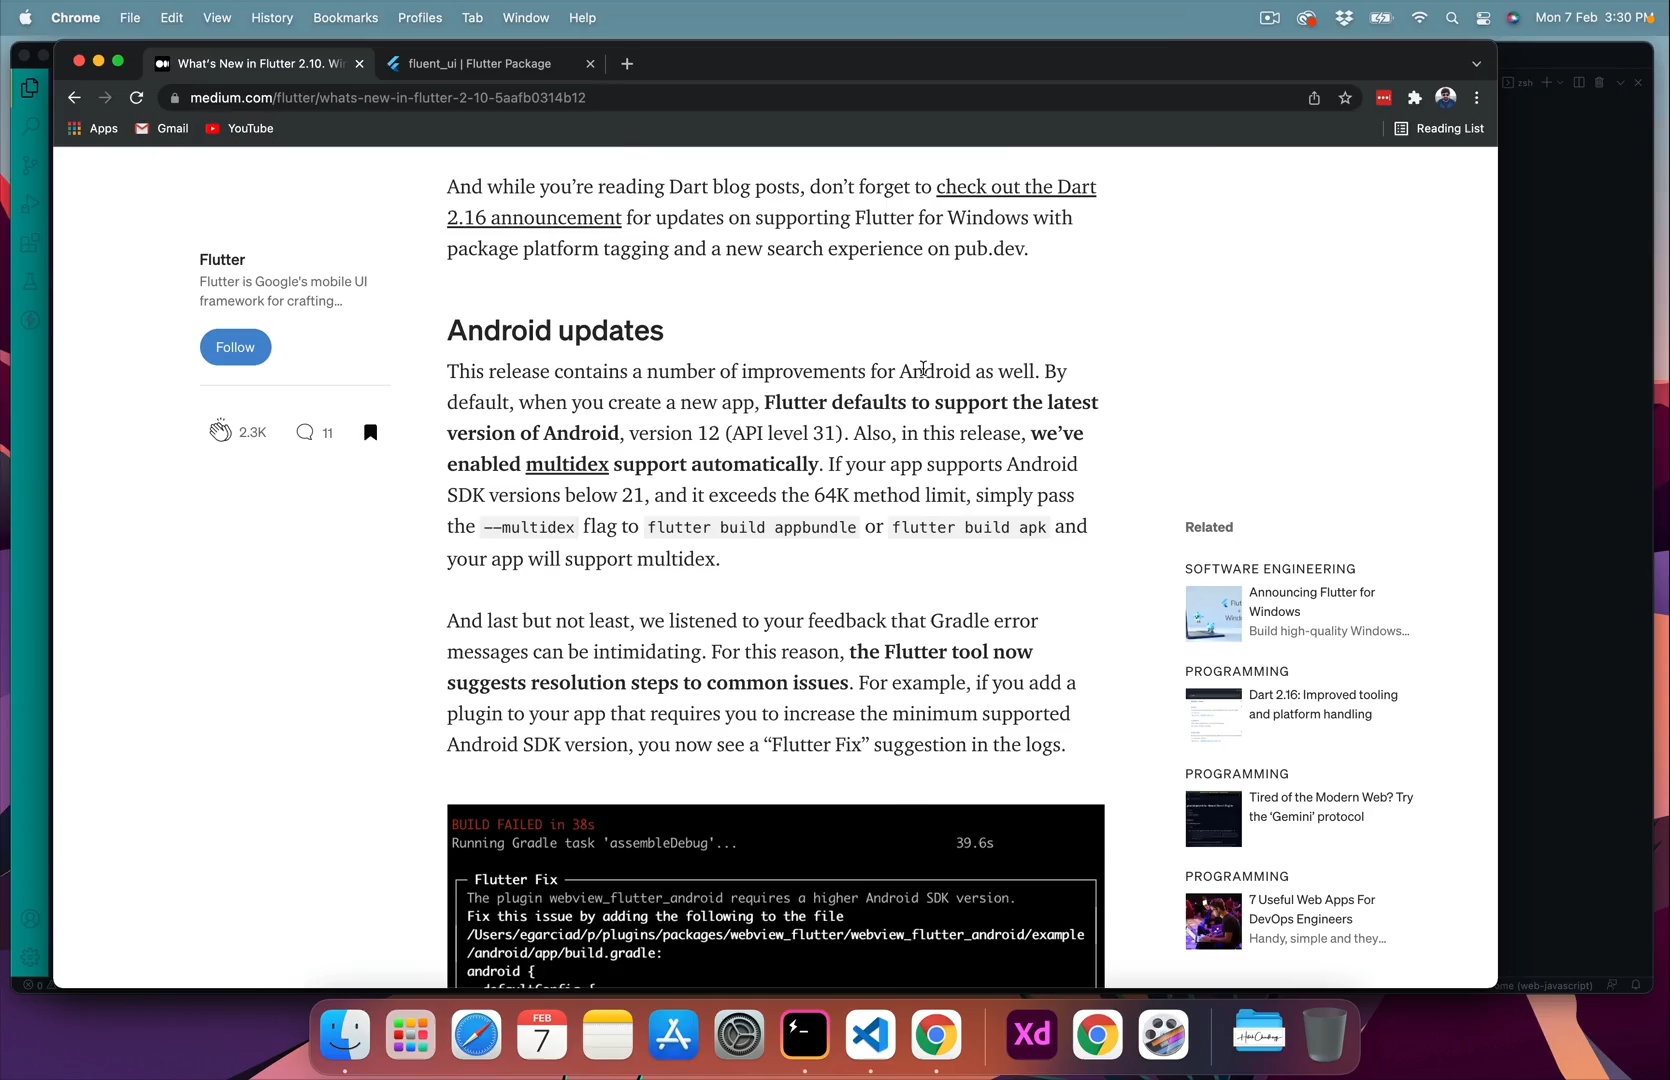 Chrome File Edit View History Bookmarks Profiles Tab Window Help Mon 7 Feb 3:30 PM
What's New in Flutter 2.10. Wi
fluent_ui | Flutter Package
zsh
medium.com/flutter/whats-new-in-flutter-2-10-5aafb0314b12
Apps Gmail YouTube Reading List
And while you're reading Dart blog posts, don't forget to check out the Dart
2.16 announcement for updates on supporting Flutter for Windows with
package platform tagging and a new search experience on pub.dev.
Flutter
Flutter is Google's mobile UI
framework for crafting...
Follow
2.3K 11
Android updates
This release contains a number of improvements for Android as well. By
default, when you create a new app, Flutter defaults to support the latest
version of Android, version 12 (API level 31). Also, in this release, we've
enabled multidex support automatically. If your app supports Android
SDK versions below 21, and it exceeds the 64K method limit, simply pass
the --multidex flag to flutter build appbundle or flutter build apk and
your app will support multidex.
And last but not least, we listened to your feedback that Gradle error
messages can be intimidating. For this reason, the Flutter tool now
suggests resolution steps to common issues. For example, if you add a
plugin to your app that requires you to increase the minimum supported
Android SDK version, you now see a “Flutter Fix” suggestion in the logs.
BUILD FAILED in 38s
Running Gradle task 'assembleDebug'... 39.6s
Flutter Fix
The plugin webview_flutter_android requires a higher Android SDK version.
Fix this issue by adding the following to the file
/Users/egarciad/p/plugins/packages/webview_flutter/webview_flutter_android/example
/android/app/build.gradle:
android {
defaultConfig {
Related
SOFTWARE ENGINEERING
Announcing Flutter for
Windows
Build high-quality Windows...
PROGRAMMING
Dart 2.16: Improved tooling
and platform handling
PROGRAMMING
Tired of the Modern Web? Try
the ‘Gemini’ protocol
PROGRAMMING
7 Useful Web Apps For
DevOps Engineers
Handy, simple and they...
0
(web-javascript)
FEB
7
Xd